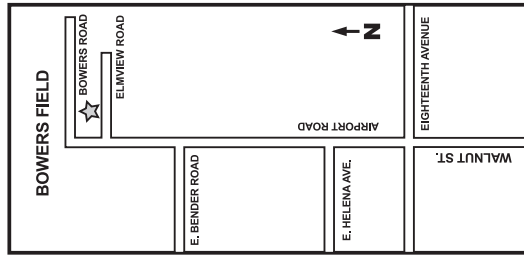 BOWERS FIELD
BOWERS ROAD
ELMVIEW ROAD
N
AIRPORT ROAD
EIGHTEENTH AVENUE
E. BENDER ROAD
E. HELENA AVE.
WALNUT ST.